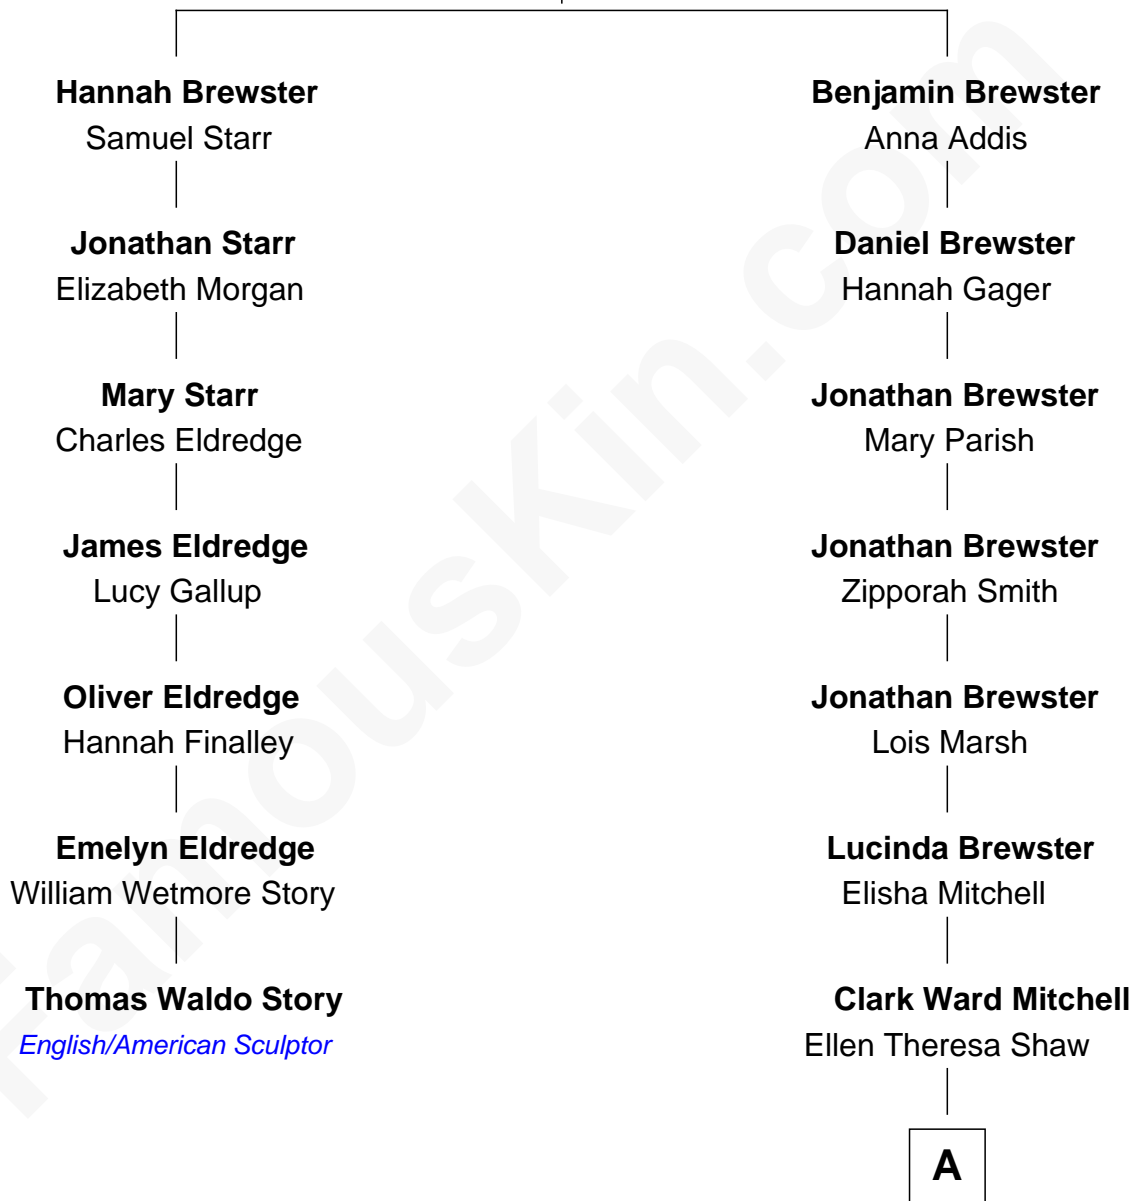 Hannah Brewster
Samuel Starr
Benjamin Brewster
Anna Addis
Jonathan Starr
Elizabeth Morgan
Daniel Brewster
Hannah Gager
Mary Starr
Charles Eldredge
Jonathan Brewster
Mary Parish
James Eldredge
Lucy Gallup
Jonathan Brewster
Zipporah Smith
Oliver Eldredge
Hannah Finalley
Jonathan Brewster
Lois Marsh
Emelyn Eldredge
William Wetmore Story
Lucinda Brewster
Elisha Mitchell
Thomas Waldo Story
English/American Sculptor
Clark Ward Mitchell
Ellen Theresa Shaw
A
FamousKin.com